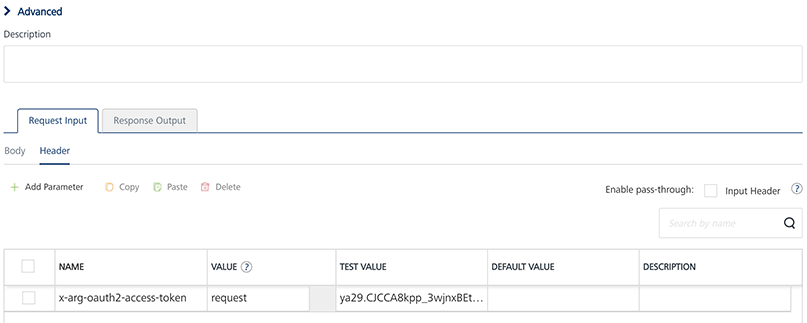 Advanced
Description
Request Input Response Output
Body Header
+ Add Parameter Copy Paste Delete Enable pass-through: Input Header ?
Search by name
NAME VALUE ? TEST VALUE DEFAULT VALUE DESCRIPTION
x-arg-oauth2-access-token request ya29.CJCCA8kpp_3wjnxBEt...